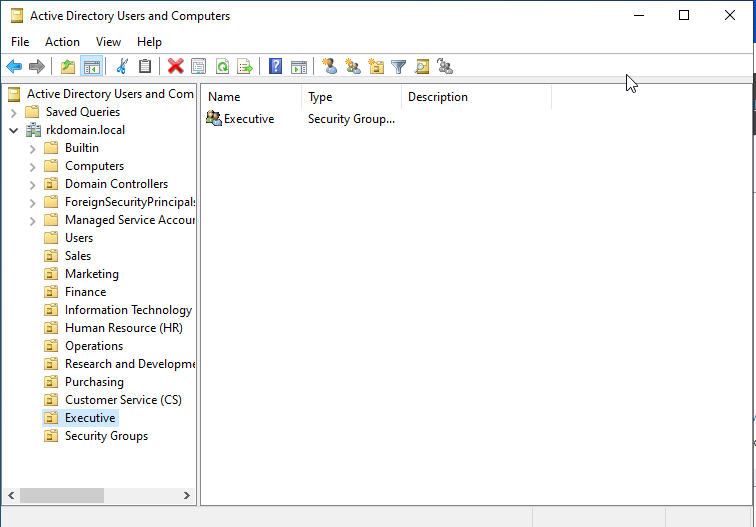 Active Directory Users and Computers
File Action View Help
Active Directory Users and Com
Saved Queries
rkdomain.local
Builtin
Computers
Domain Controllers
ForeignSecurityPrincipals
Managed Service Accoun
Users
Sales
Marketing
Finance
Information Technology
Human Resource (HR)
Operations
Research and Developme
Purchasing
Customer Service (CS)
Executive
Security Groups
Name Type Description
Executive Security Group...